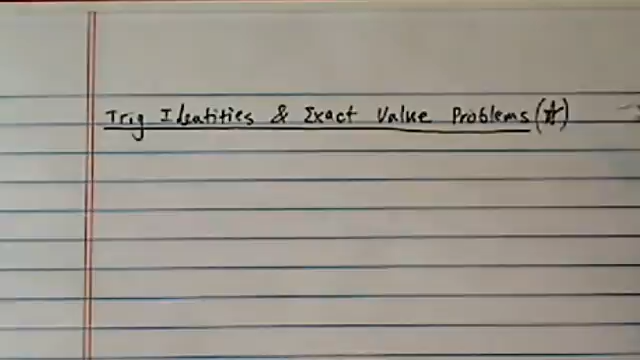 Trig Identities & Exact Value Problems (☆)